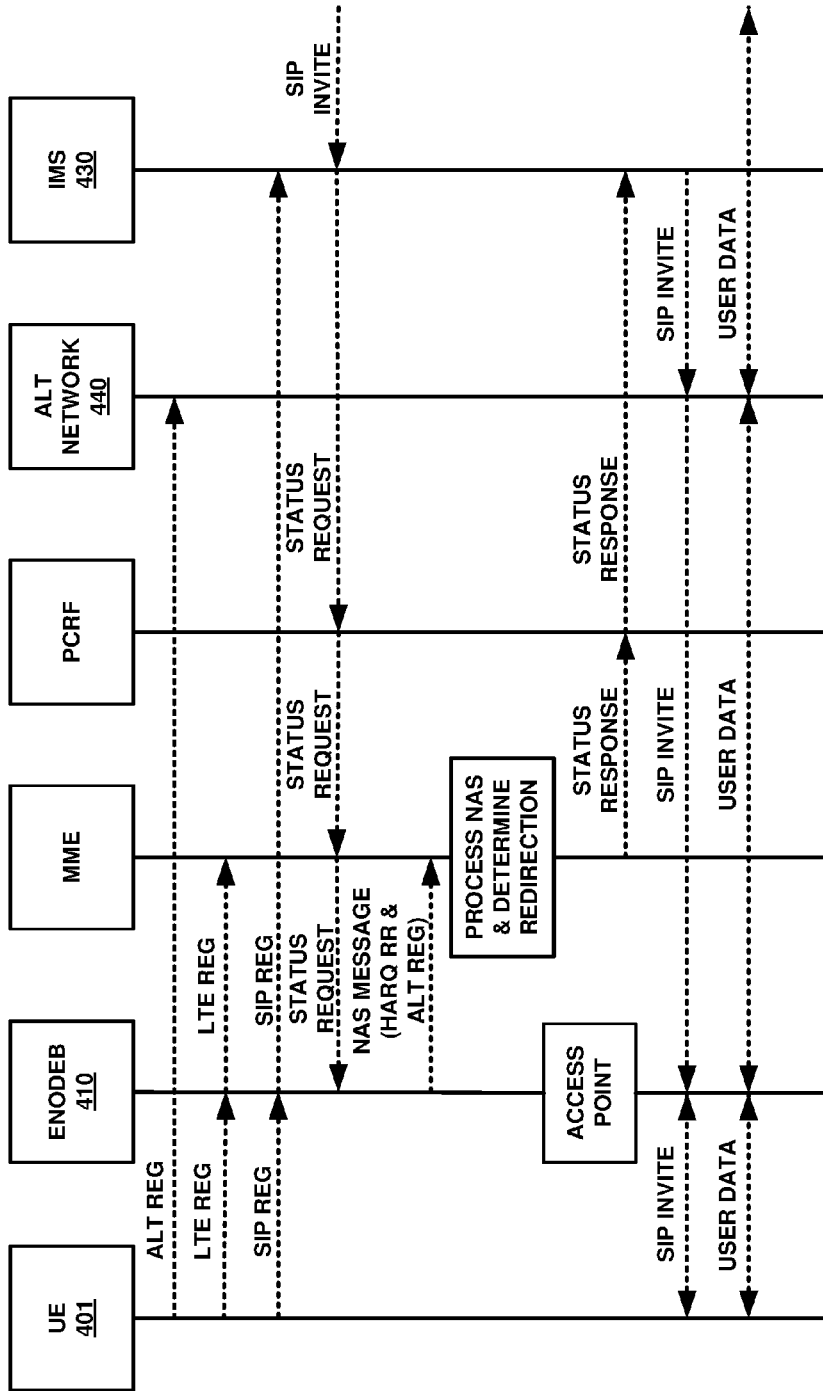 UE
401
ENODEB
410
MME
PCRF
ALT
NETWORK
440
IMS
430
ALT REG
LTE REG
LTE REG
SIP REG
SIP REG
SIP
INVITE
STATUS
REQUEST
STATUS
REQUEST
STATUS
REQUEST
NAS MESSAGE
(HARQ RR &
ALT REG)
PROCESS NAS
& DETERMINE
REDIRECTION
ACCESS
POINT
STATUS
RESPONSE
STATUS
RESPONSE
SIP INVITE
SIP INVITE
SIP INVITE
USER DATA
USER DATA
USER DATA